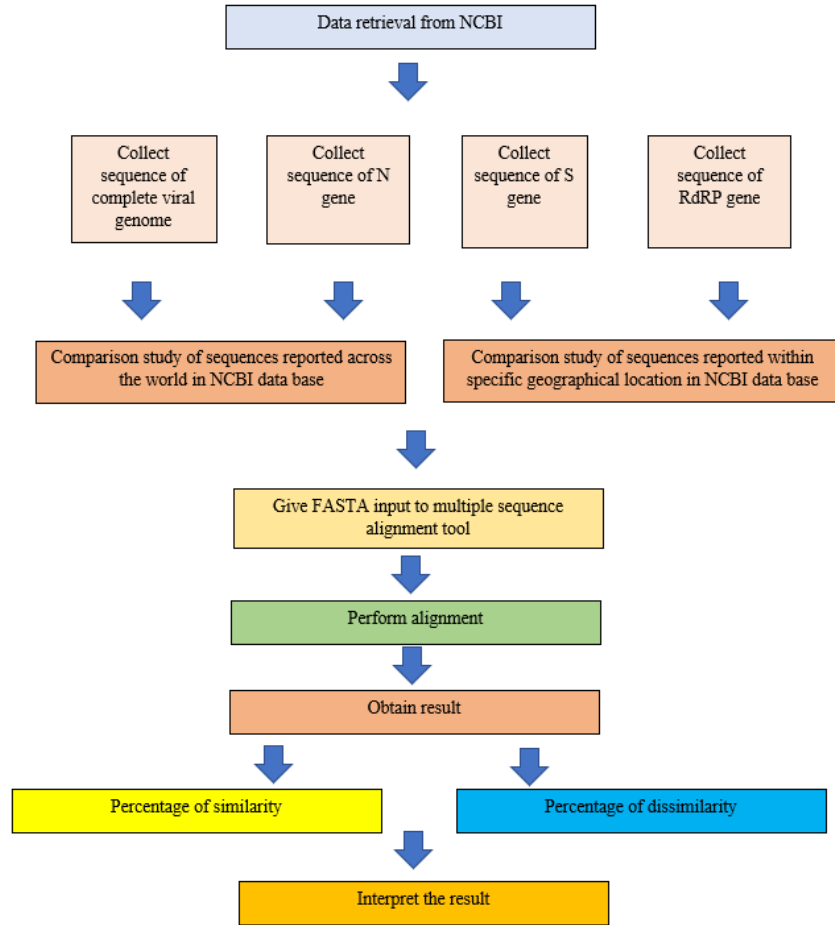 Data retrieval from NCBI
Collect
sequence of
complete viral
genome
Collect
sequence of N
gene
Collect
sequence of S
gene
Collect
sequence of
RdRP gene
Comparison study of sequences reported across
the world in NCBI data base
Comparison study of sequences reported within
specific geographical location in NCBI data base
Give FASTA input to multiple sequence
alignment tool
Perform alignment
Obtain result
Percentage of similarity
Percentage of dissimilarity
Interpret the result